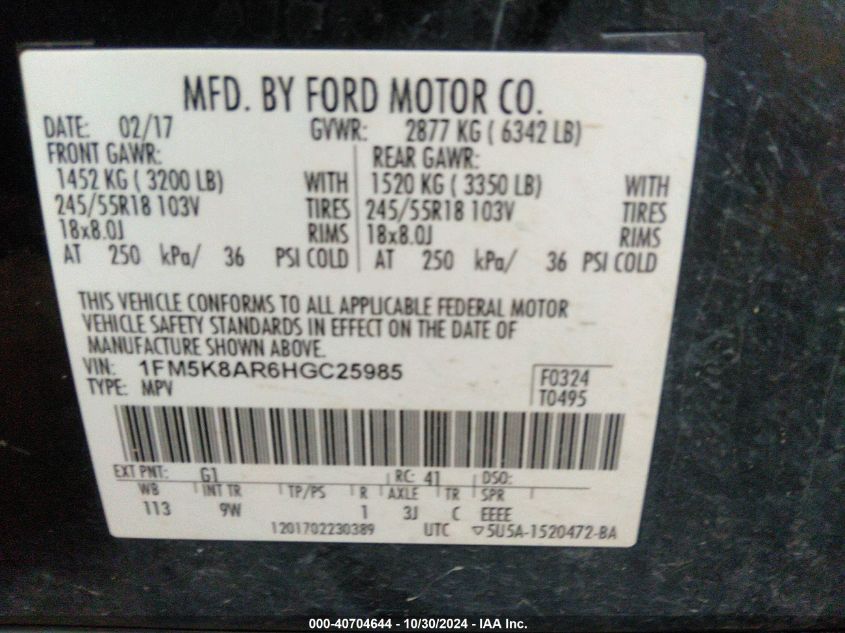 MFD. BY FORD MOTOR CO.
DATE: 02/17 GVWR: 2877 KG ( 6342 LB)
FRONT GAWR: REAR GAWR:
1452 KG ( 3200 LB) WITH 1520 KG ( 3350 LB) WITH
245/55R18 103V TIRES 245/55R18 103V TIRES
18x8.0J RIMS 18x8.0J RIMS
AT 250 kPa/ 36 PSI COLD AT 250 kPa/ 36 PSI COLD
THIS VEHICLE CONFORMS TO ALL APPLICABLE FEDERAL MOTOR
VEHICLE SAFETY STANDARDS IN EFFECT ON THE DATE OF
MANUFACTURE SHOWN ABOVE.
VIN: 1FM5K8AR6HGC25985 F0324
TYPE: MPV T0495
EXT PNT: G1 RC: 41 DSO:
WB INT TR TP/PS R AXLE TR SPR
113 9W 1 3J C EEEE
1201702230389 UTC ▽5U5A-1520472-BA
000-40704644 - 10/30/2024 - IAA Inc.